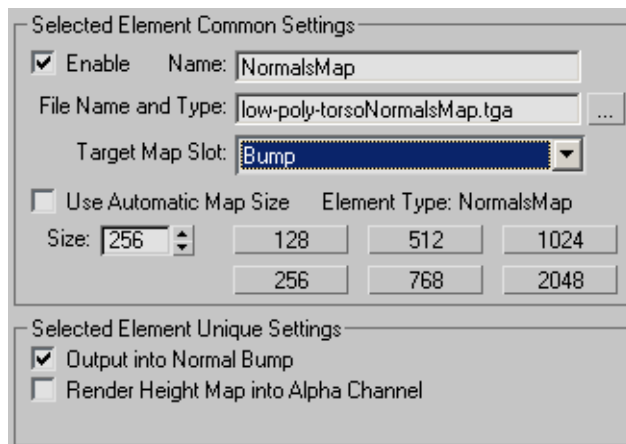 Selected Element Common Settings
Enable Name: NormalsMap
File Name and Type: low-poly-torsoNormalsMap.tga ...
Target Map Slot: Bump
Use Automatic Map Size Element Type: NormalsMap
Size: 256 128 512 1024
256 768 2048
Selected Element Unique Settings
Output into Normal Bump
Render Height Map into Alpha Channel